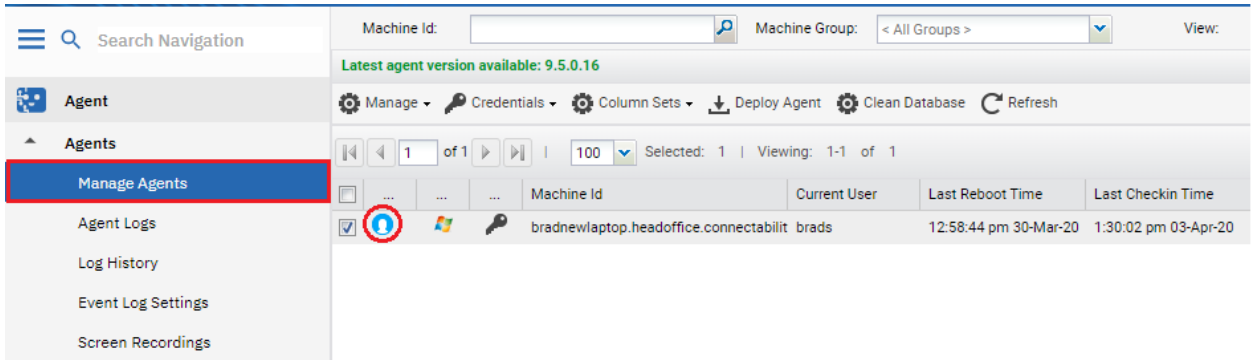 Search Navigation
Machine Id: Machine Group: < All Groups > View:
Latest agent version available: 9.5.0.16
Agent
Manage Credentials Column Sets Deploy Agent Clean Database Refresh
Agents
1 of 1 | 100 Selected: 1 | Viewing: 1-1 of 1
Manage Agents
... ... ... Machine Id Current User Last Reboot Time Last Checkin Time
Agent Logs
bradnewlaptop.headoffice.connectabilit brads 12:58:44 pm 30-Mar-20 1:30:02 pm 03-Apr-20
Log History
Event Log Settings
Screen Recordings